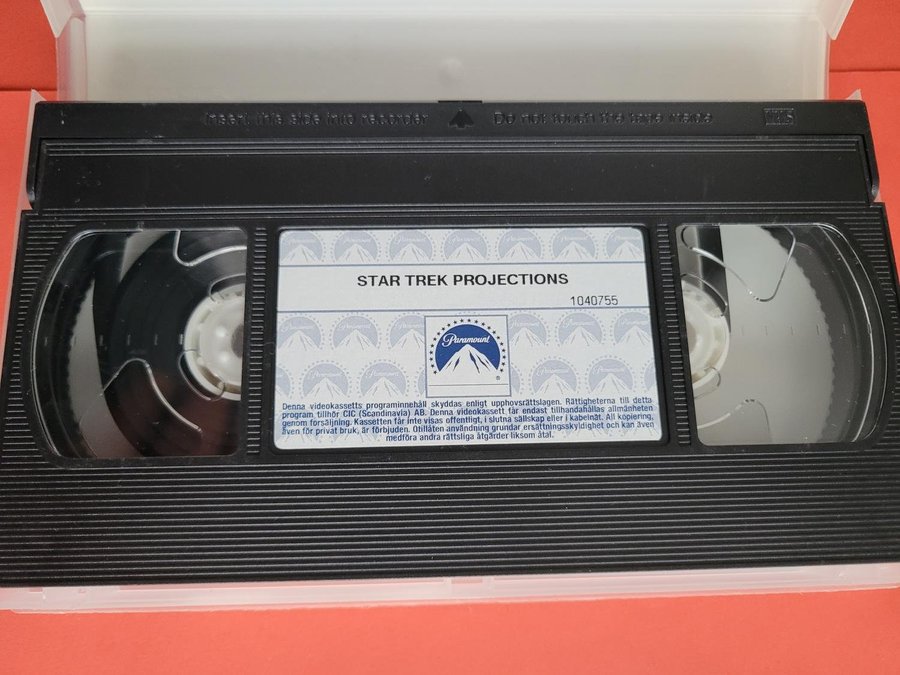 Insert this side into recorder Do not touch the tape inside VHS
STAR TREK PROJECTIONS
1040755
Paramount
®
Denna videokassetts programinnehåll skyddas enligt upphovsrättslagen. Rättigheterna till detta
program tillhör CIC (Scandinavia) AB. Denna videokassett får endast tillhandahållas allmänheten
genom försäljning. Kassetten får inte visas offentligt, i slutna sällskap eller i kabelnät. All kopiering,
även för privat bruk, är förbjuden. Otillåten användning grundar ersättningsskyldighet och kan även
medföra andra rättsliga åtgärder liksom åtal.